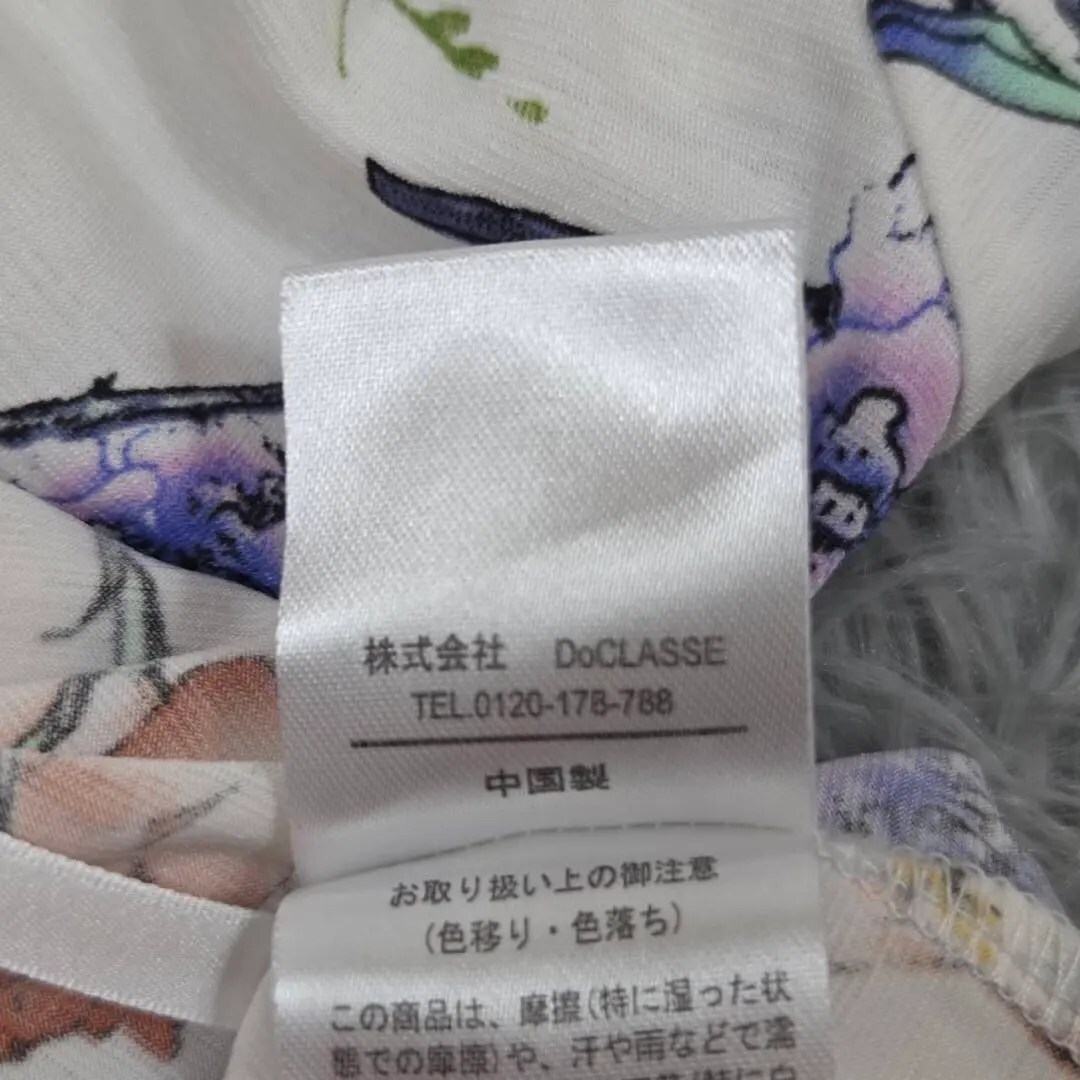 株式会社 DoCLASSE
TEL.0120-178-788
中国製
お取り扱い上の御注意
(色移り・色落ち)
この商品は、摩擦(特に湿った状
態での摩擦)や、汗や雨などで濡